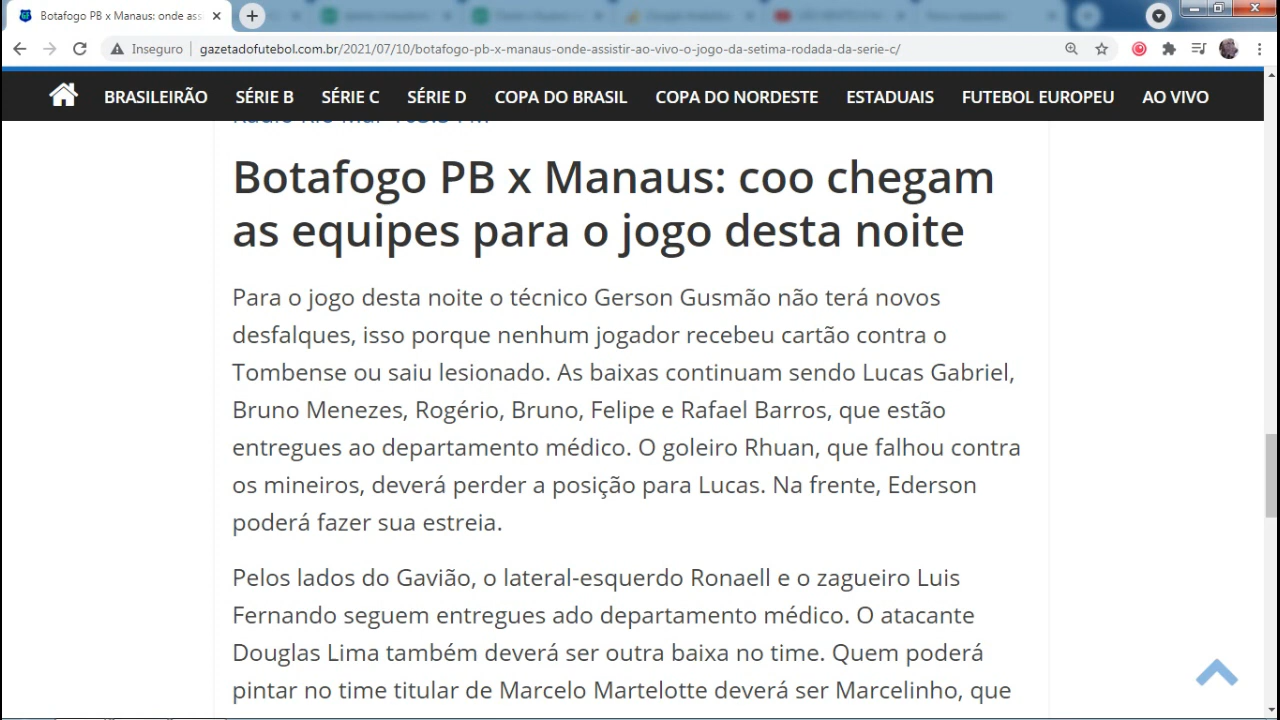 Botafogo PB x Manaus: onde ass
Inseguro
gazetadofutebol.com.br/2021/07/10/botafogo-pb-x-manaus-onde-assistir-ao-vivo-o-jogo-da-setima-rodada-da-serie-c/
BRASILEIRÃO SÉRIE B SÉRIE C SÉRIE D COPA DO BRASIL COPA DO NORDESTE ESTADUAIS FUTEBOL EUROPEU AO VIVO
Botafogo PB x Manaus: coo chegam
as equipes para o jogo desta noite
Para o jogo desta noite o técnico Gerson Gusmão não terá novos
desfalques, isso porque nenhum jogador recebeu cartão contra o
Tombense ou saiu lesionado. As baixas continuam sendo Lucas Gabriel,
Bruno Menezes, Rogério, Bruno, Felipe e Rafael Barros, que estão
entregues ao departamento médico. O goleiro Rhuan, que falhou contra
os mineiros, deverá perder a posição para Lucas. Na frente, Ederson
poderá fazer sua estreia.
Pelos lados do Gavião, o lateral-esquerdo Ronaell e o zagueiro Luis
Fernando seguem entregues ado departamento médico. O atacante
Douglas Lima também deverá ser outra baixa no time. Quem poderá
pintar no time titular de Marcelo Martelotte deverá ser Marcelinho, que